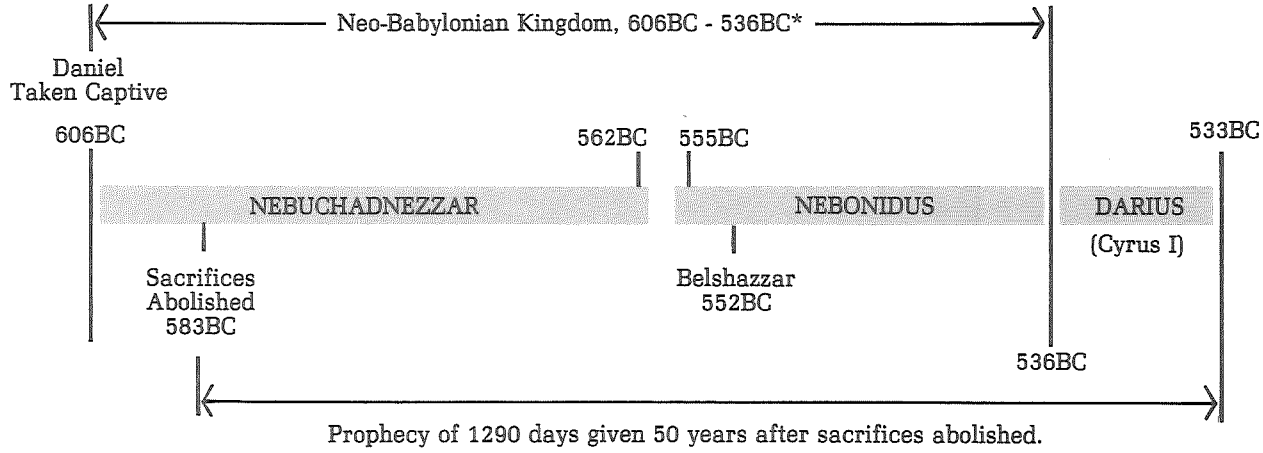 Neo-Babylonian Kingdom, 606BC - 536BC*
Daniel
Taken Captive
606BC
562BC
555BC
533BC
NEBUCHADNEZZAR
NEBONIDUS
DARIUS
(Cyrus I)
Sacrifices
Abolished
583BC
Belshazzar
552BC
536BC
Prophecy of 1290 days given 50 years after sacrifices abolished.